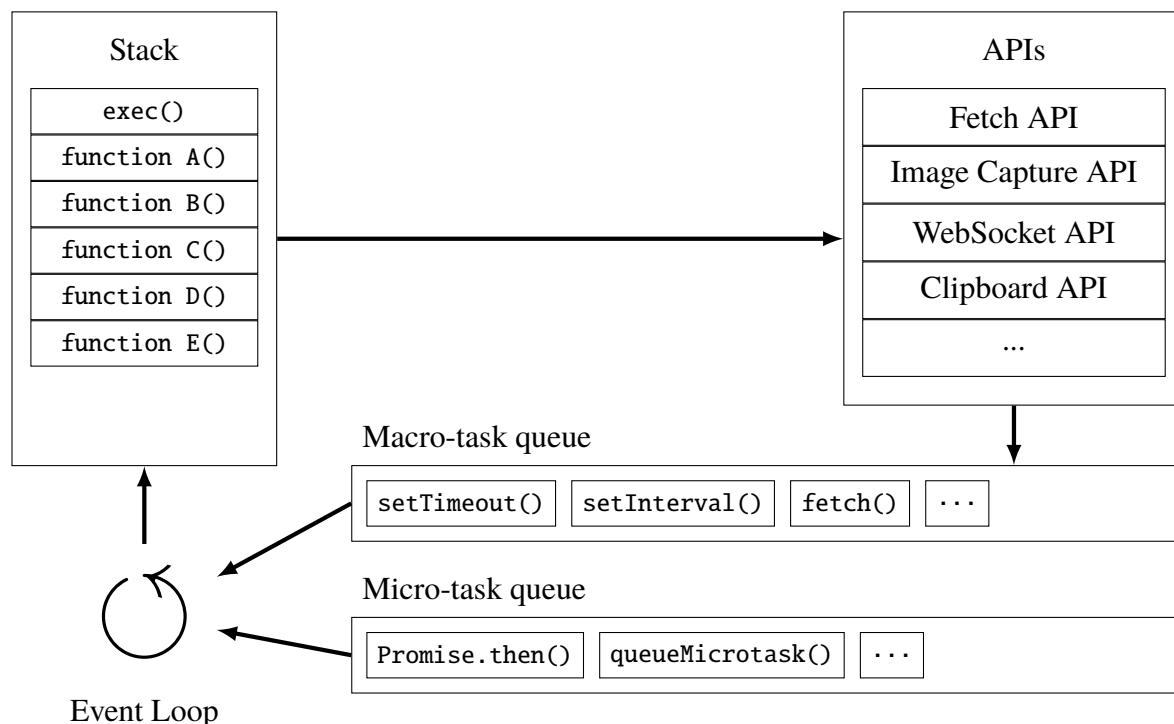 Stack
exec()
function A()
function B()
function C()
function D()
function E()
APIs
Fetch API
Image Capture API
WebSocket API
Clipboard API
...
Macro-task queue
setTimeout() setInterval() fetch() ...
Micro-task queue
Promise.then() queueMicrotask() ...
Event Loop